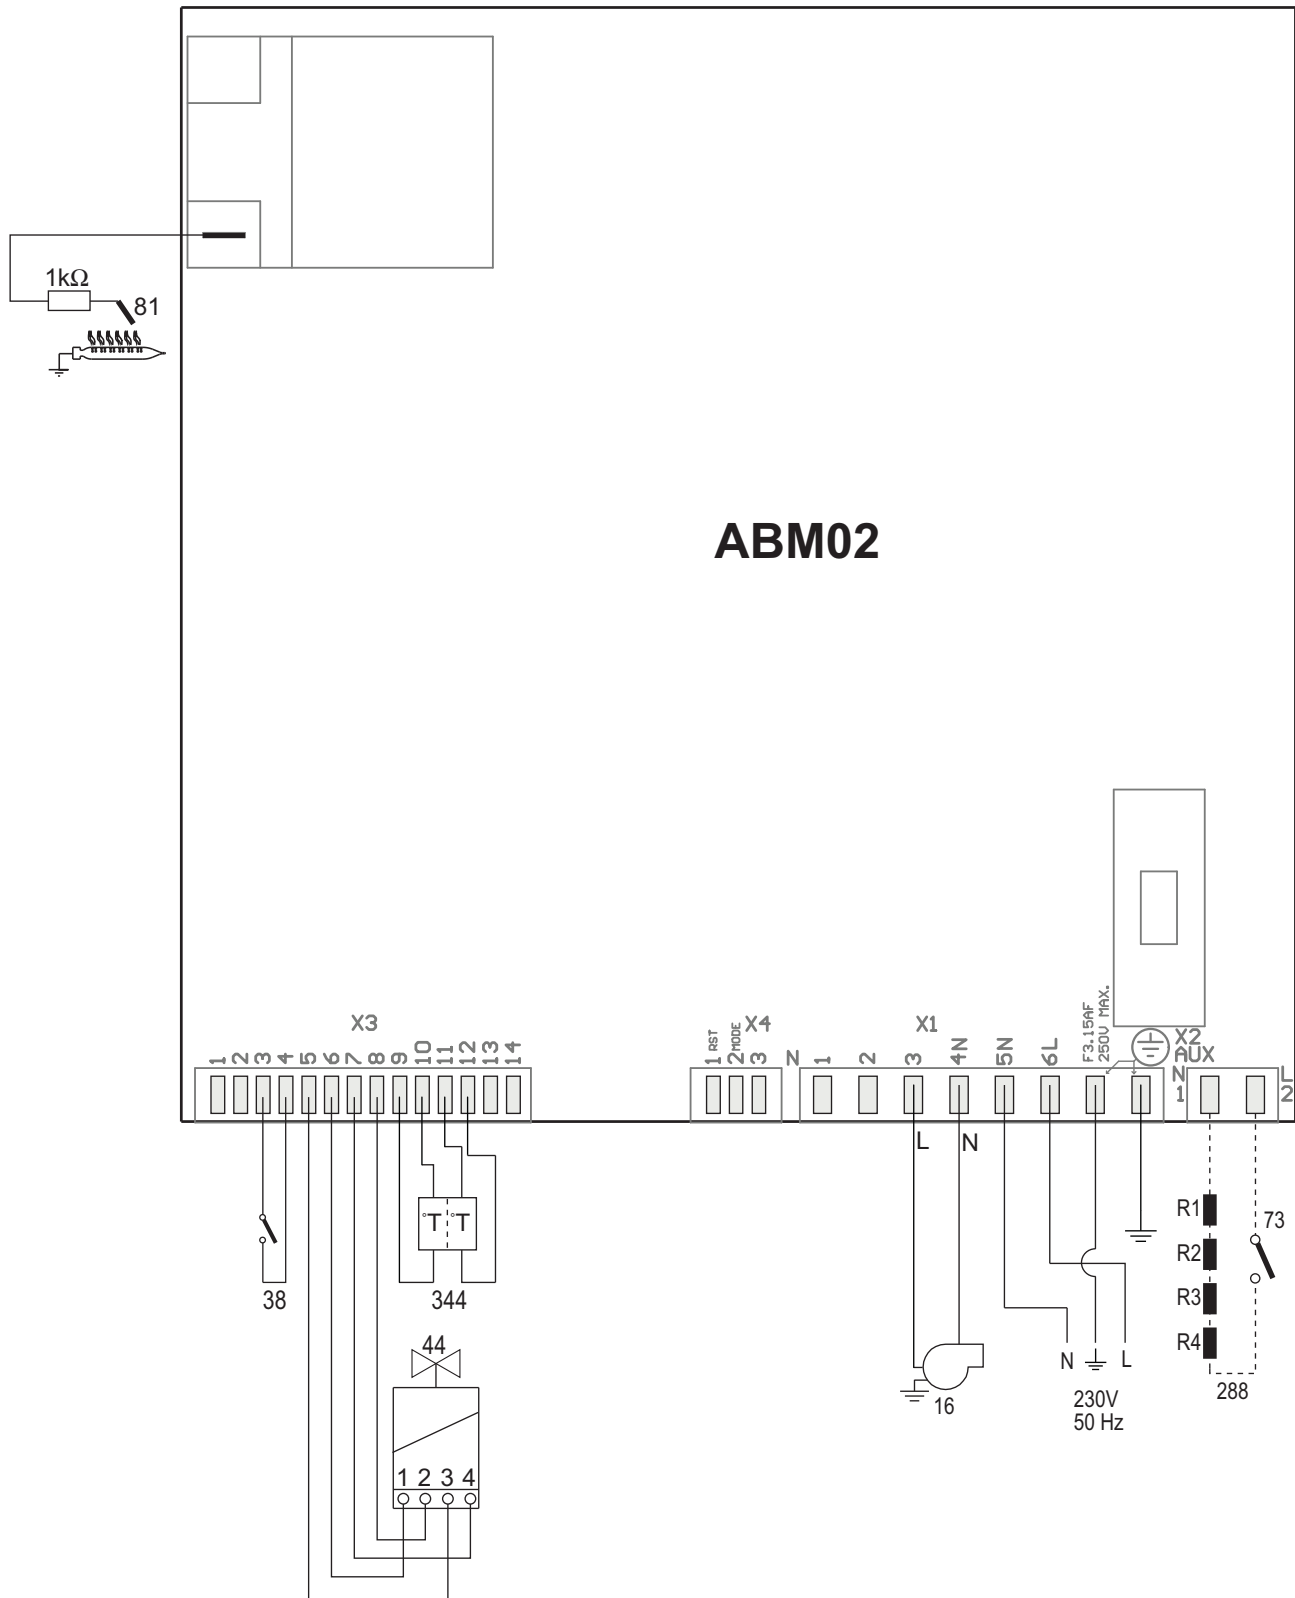 1kΩ
81
ABM02
X3
1 2 3 4 5 6 7 8 9 10 11 12 13 14
X4
1 RST
2 MODE
3
N
X1
1
2
3
4N
5N
6L
F3.15AF
250V MAX.
X2
AUX
N
1
L
2
L
N
R1
R2
R3
R4
73
288
°T °T
38
344
44
1 2 3 4
16
N
L
230V
50 Hz